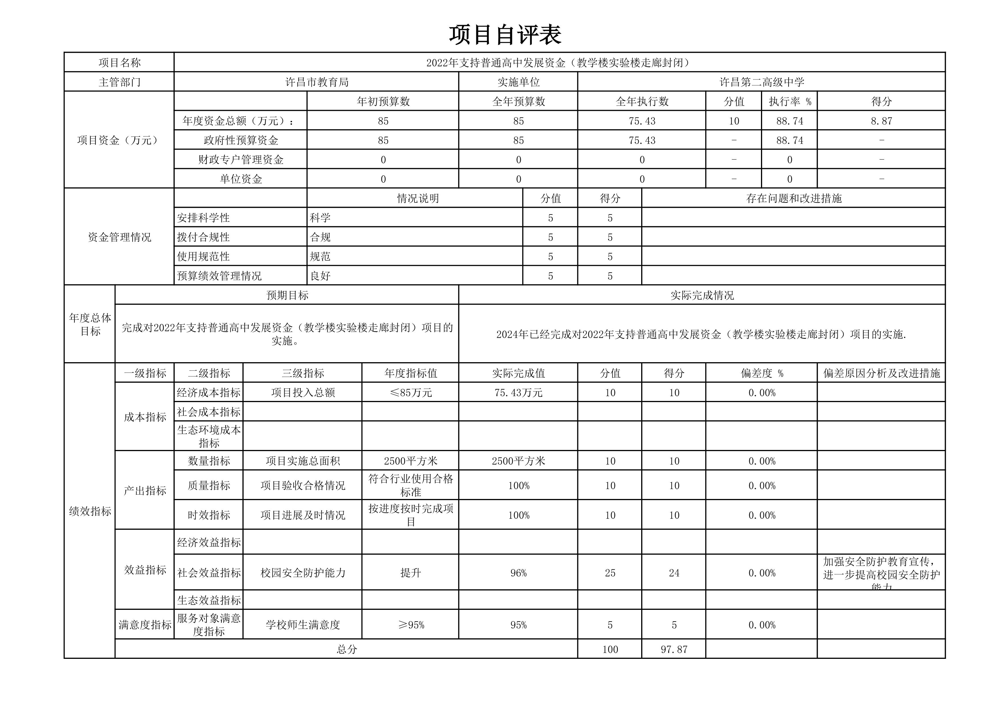 项目自评表
项目名称 2022年支持普通高中发展资金（教学楼实验楼走廊封闭）
主管部门 许昌市教育局 实施单位 许昌第二高级中学
项目资金（万元） 年初预算数 全年预算数 全年执行数 分值 执行率 % 得分
年度资金总额（万元）： 85 85 75.43 10 88.74 8.87
政府性预算资金 85 85 75.43 - 88.74 -
财政专户管理资金 0 0 0 - 0 -
单位资金 0 0 0 - 0 -
资金管理情况 情况说明 分值 得分 存在问题和改进措施
安排科学性 科学 5 5
拨付合规性 合规 5 5
使用规范性 规范 5 5
预算绩效管理情况 良好 5 5
年度总体
目标
预期目标 实际完成情况
完成对2022年支持普通高中发展资金（教学楼实验楼走廊封闭）项目的
实施。
2024年已经完成对2022年支持普通高中发展资金（教学楼实验楼走廊封闭）项目的实施.
绩效指标
一级指标 二级指标 三级指标 年度指标值 实际完成值 分值 得分 偏差度 % 偏差原因分析及改进措施
成本指标
经济成本指标 项目投入总额 ≤85万元 75.43万元 10 10 0.00%
社会成本指标
生态环境成本
指标
产出指标
数量指标 项目实施总面积 2500平方米 2500平方米 10 10 0.00%
质量指标 项目验收合格情况 符合行业使用合格
标准
100% 10 10 0.00%
时效指标 项目进展及时情况 按进度按时完成项
目
100% 10 10 0.00%
效益指标
经济效益指标
社会效益指标 校园安全防护能力 提升 96% 25 24 0.00%
加强安全防护教育宣传，
进一步提高校园安全防护
能力
生态效益指标
满意度指标
服务对象满意
度指标
学校师生满意度 ≥95% 95% 5 5 0.00%
总分 100 97.87